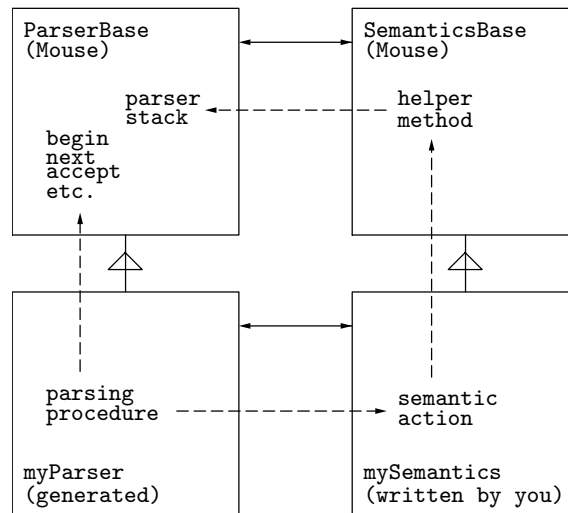 ParserBase
(Mouse)
SemanticsBase
(Mouse)
parser
stack
helper
method
begin
next
accept
etc.
parsing
procedure
semantic
action
myParser
(generated)
mySemantics
(written by you)